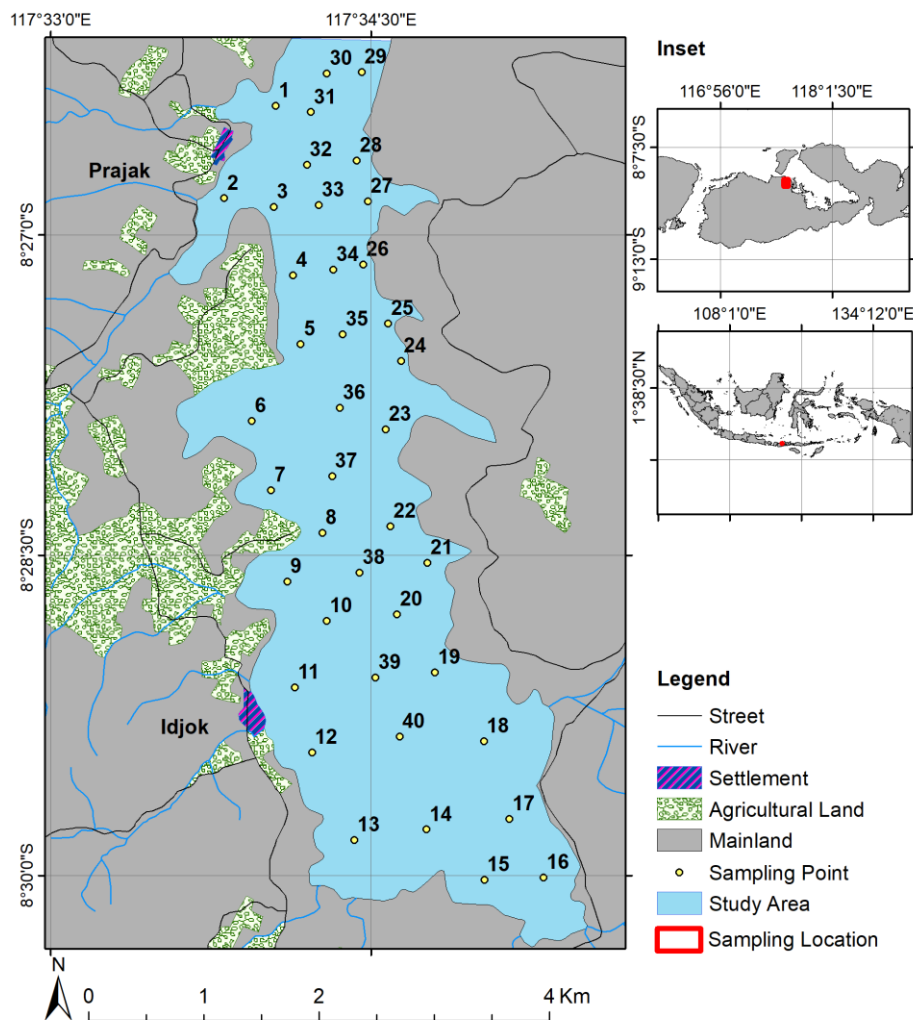 117°33'0"E 117°34'30"E
8°27'0"S
8°28'30"S
8°30'0"S
30 29
1 31
32 28
Prajak
2 3 33 27
4 34 26
5 35 25
24
6 36 23
7 37
8 22
9 38 21
10 20
11 39 19
Idjok
12 40 18
13 14 17
15 16
N
0 1 2 4 Km
Inset
116°56'0"E 118°1'30"E
8°7'30"S
9°13'0"S
108°1'0"E 134°12'0"E
1°38'30"N
Legend
Street
River
Settlement
Agricultural Land
Mainland
Sampling Point
Study Area
Sampling Location